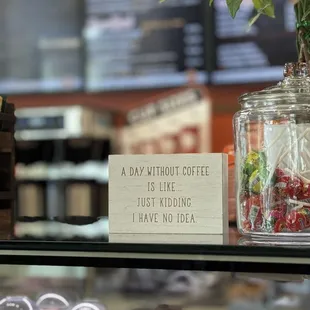 A DAY WITHOUT COFFEE
IS LIKE...
JUST KIDDING
I HAVE NO IDEA.